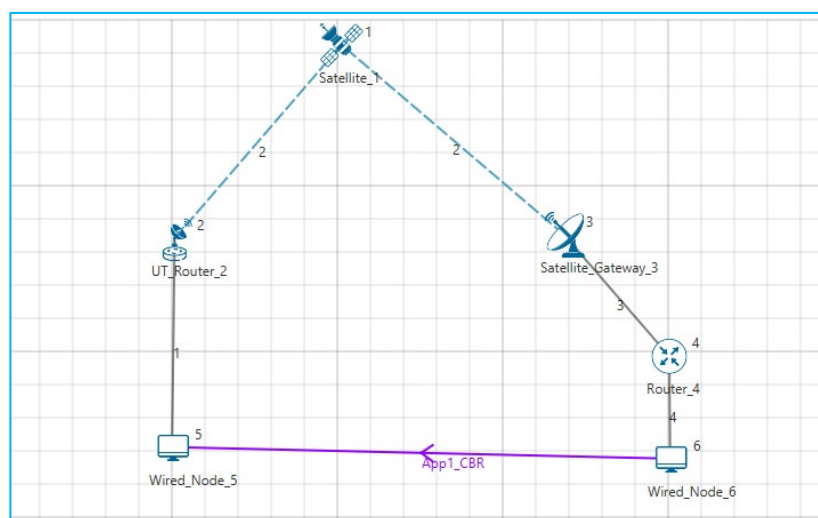 1
Satellite_1
2
2
2
3
UT_Router_2
Satellite_Gateway_3
3
4
1
Router_4
4
5
6
App1_CBR
Wired_Node_5
Wired_Node_6